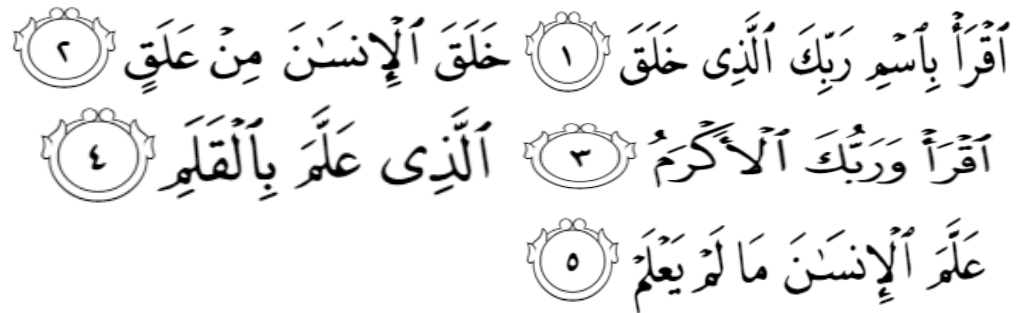 ٱقْرَأْ بِٱسْمِ رَبِّكَ ٱلَّذِى خَلَقَ ١ خَلَقَ ٱلْإِنسَـٰنَ مِنْ عَلَقٍ ٢
ٱقْرَأْ وَرَبُّكَ ٱلْأَكْرَمُ ٣ ٱلَّذِى عَلَّمَ بِٱلْقَلَمِ ٤
عَلَّمَ ٱلْإِنسَـٰنَ مَا لَمْ يَعْلَمْ ٥